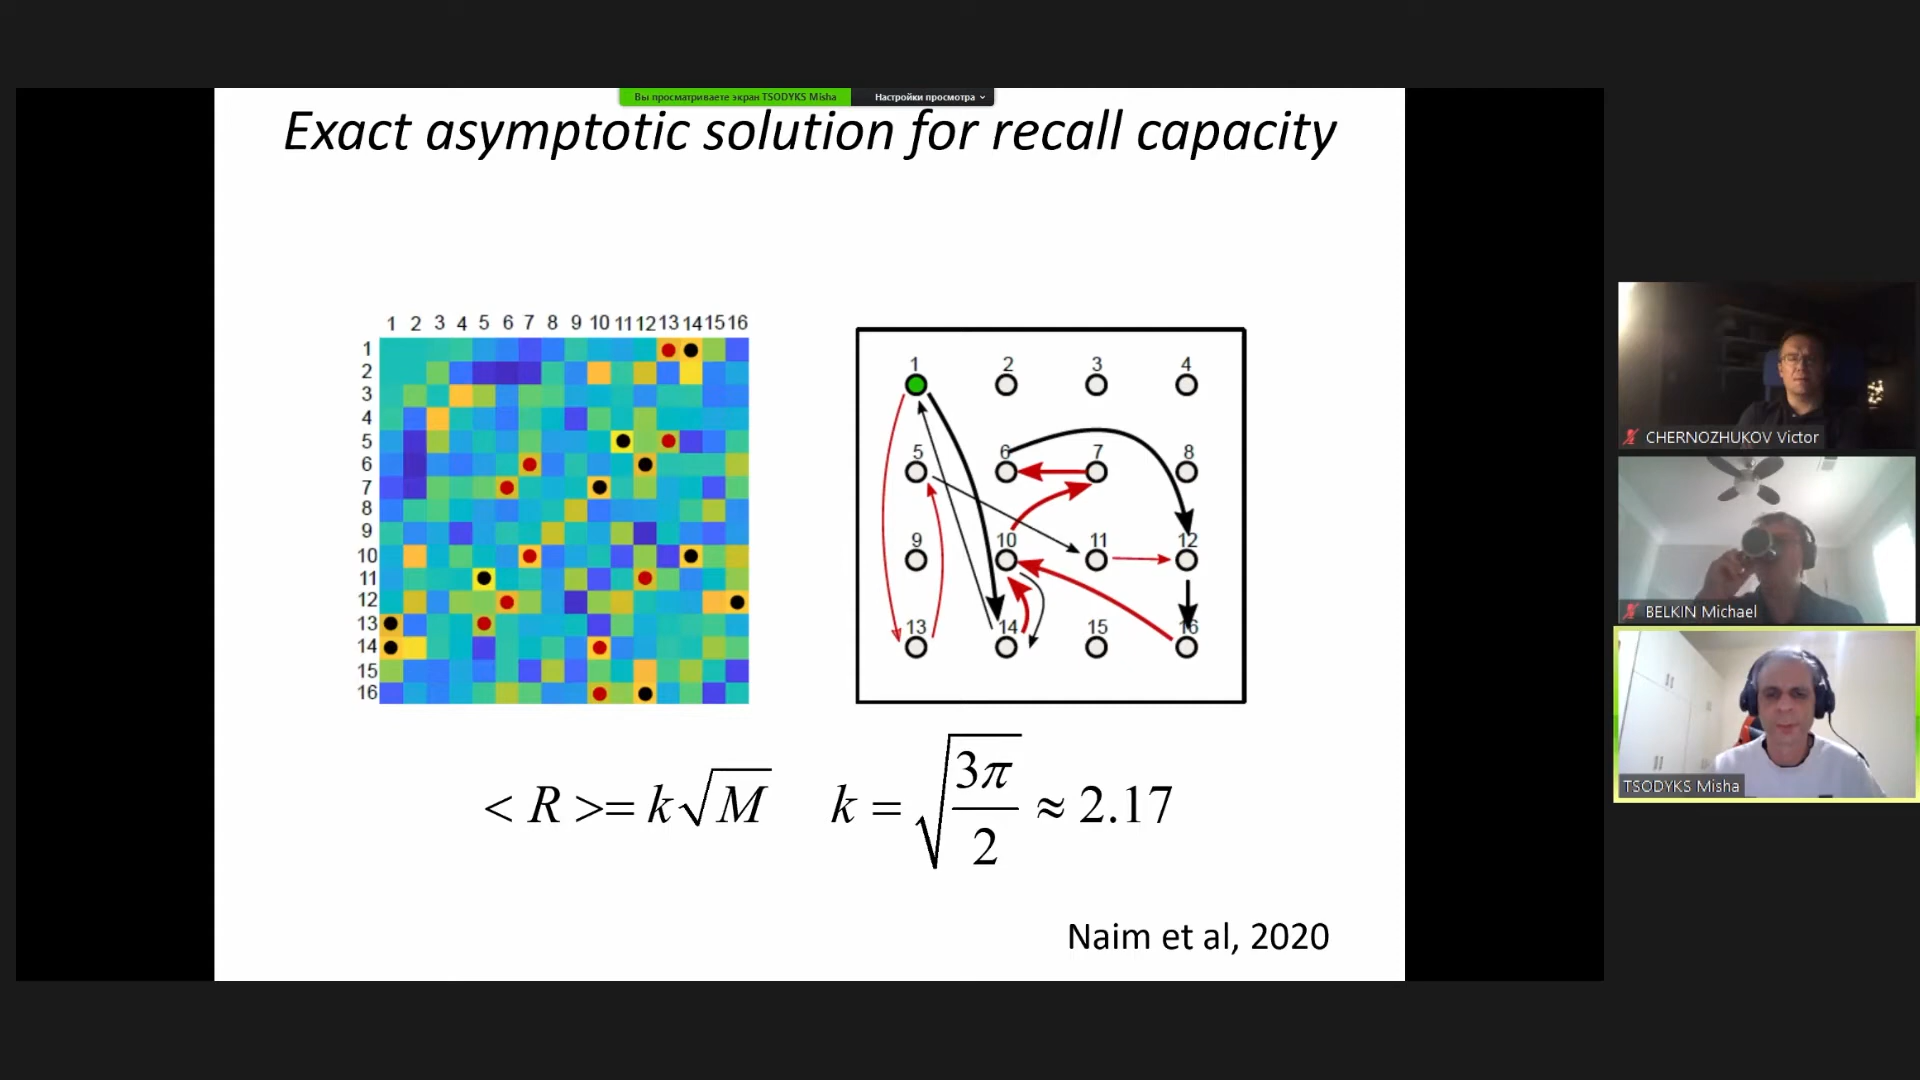 Вы просматриваете экран TSODYKS Misha
Настройки просмотра
Exact asymptotic solution for recall capacity
1 2 3 4 5 6 7 8 9 10 11 12 13 14 15 16
1
2
3
4
5
6
7
8
9
10
11
12
13
14
15
16
1 2 3 4
5 6 7 8
9 10 11 12
13 14 15 16
< R >= k√M k = √(3π/2) ≈ 2.17
Naim et al, 2020
CHERNOZHUKOV Victor
BELKIN Michael
TSODYKS Misha